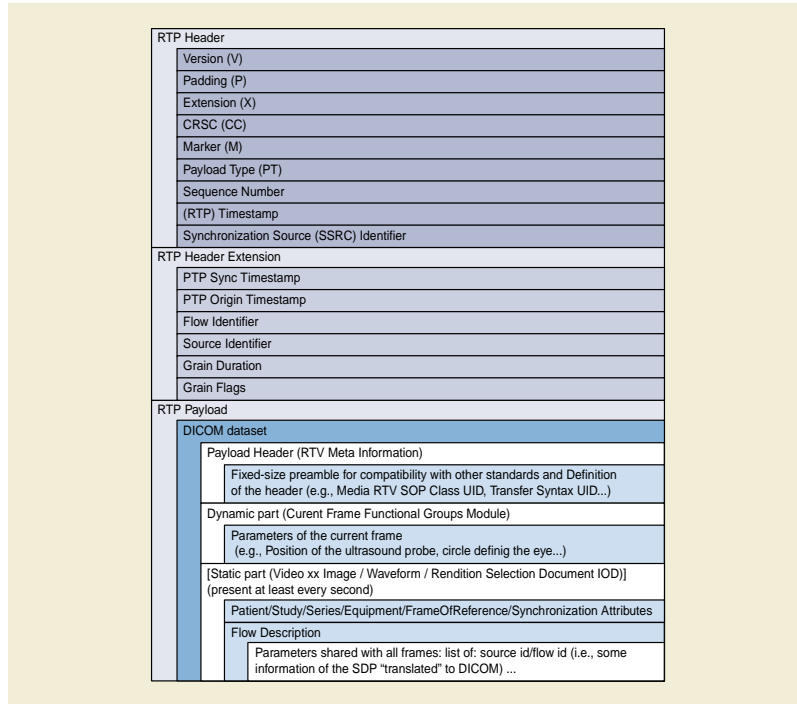 RTP Header
Version (V)
Padding (P)
Extension (X)
CRSC (CC)
Marker (M)
Payload Type (PT)
Sequence Number
(RTP) Timestamp
Synchronization Source (SSRC) Identifier
RTP Header Extension
PTP Sync Timestamp
PTP Origin Timestamp
Flow Identifier
Source Identifier
Grain Duration
Grain Flags
RTP Payload
DICOM dataset
Payload Header (RTV Meta Information)
Fixed-size preamble for compatibility with other standards and Definition
of the header (e.g., Media RTV SOP Class UID, Transfer Syntax UID...)
Dynamic part (Curent Frame Functional Groups Module)
Parameters of the current frame
(e.g., Position of the ultrasound probe, circle definig the eye...)
[Static part (Video xx Image / Waveform / Rendition Selection Document IOD)]
(present at least every second)
Patient/Study/Series/Equipment/FrameOfReference/Synchronization Attributes
Flow Description
Parameters shared with all frames: list of: source id/flow id (i.e., some
information of the SDP “translated” to DICOM) ...